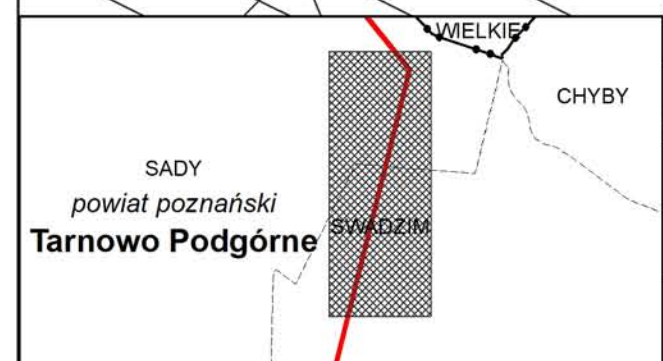 WIELKIE
CHYBY
SADY
powiat poznański
Tarnowo Podgórne
SWADZIM